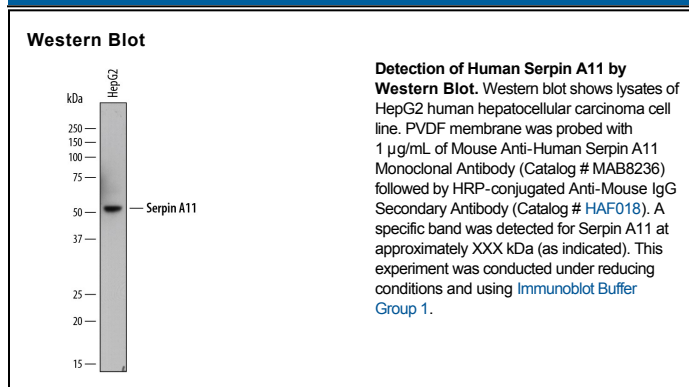 Western Blot
HepG2
kDa
250
150
100
75
50
37
25
20
15
Serpin A11
Detection of Human Serpin A11 by
Western Blot. Western blot shows lysates of
HepG2 human hepatocellular carcinoma cell
line. PVDF membrane was probed with
1 µg/mL of Mouse Anti-Human Serpin A11
Monoclonal Antibody (Catalog # MAB8236)
followed by HRP-conjugated Anti-Mouse IgG
Secondary Antibody (Catalog # HAF018). A
specific band was detected for Serpin A11 at
approximately XXX kDa (as indicated). This
experiment was conducted under reducing
conditions and using Immunoblot Buffer
Group 1.